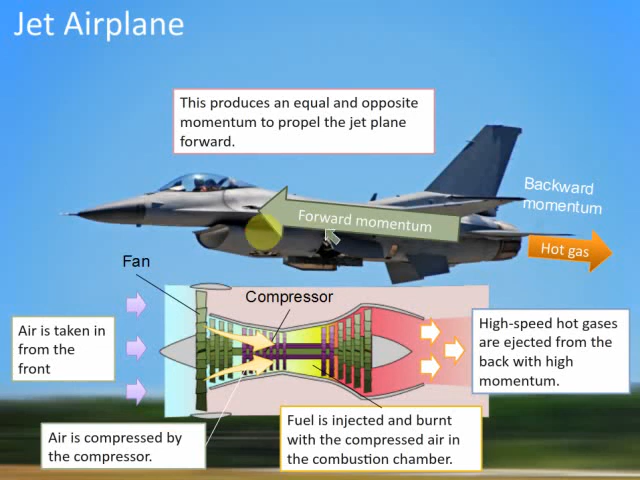 Jet Airplane
This produces an equal and opposite
momentum to propel the jet plane
forward.
Backward
momentum
Forward momentum
Hot gas
Fan
Compressor
Air is taken in
from the
front
High-speed hot gases
are ejected from the
back with high
momentum.
Air is compressed by
the compressor.
Fuel is injected and burnt
with the compressed air in
the combustion chamber.